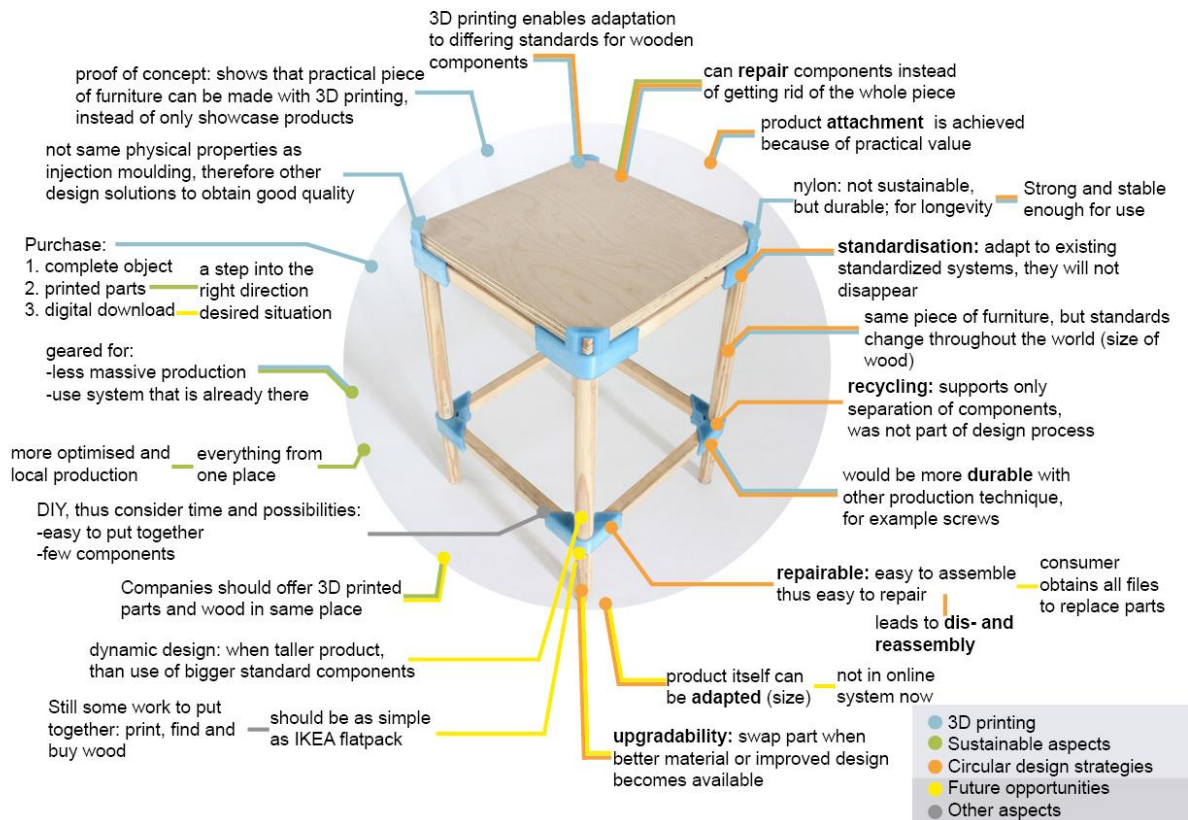 3D printing enables adaptation
to differing standards for wooden
components
proof of concept: shows that practical piece
of furniture can be made with 3D printing,
instead of only showcase products
can repair components instead
of getting rid of the whole piece
product attachment is achieved
because of practical value
not same physical properties as
injection moulding, therefore other
design solutions to obtain good quality
nylon: not sustainable,
but durable; for longevity
Strong and stable
enough for use
Purchase:
1. complete object
2. printed parts
3. digital download
a step into the
right direction
desired situation
standardisation: adapt to existing
standardized systems, they will not
disappear
same piece of furniture, but standards
change throughout the world (size of
wood)
geared for:
-less massive production
-use system that is already there
recycling: supports only
separation of components,
was not part of design process
more optimised and
local production
everything from
one place
would be more durable with
other production technique,
for example screws
DIY, thus consider time and possibilities:
-easy to put together
-few components
Companies should offer 3D printed
parts and wood in same place
repairable: easy to assemble
thus easy to repair
consumer
obtains all files
to replace parts
leads to dis- and
reassembly
dynamic design: when taller product,
than use of bigger standard components
product itself can
be adapted (size)
not in online
system now
Still some work to put
together: print, find and
buy wood
should be as simple
as IKEA flatpack
upgradability: swap part when
better material or improved design
becomes available
3D printing
Sustainable aspects
Circular design strategies
Future opportunities
Other aspects